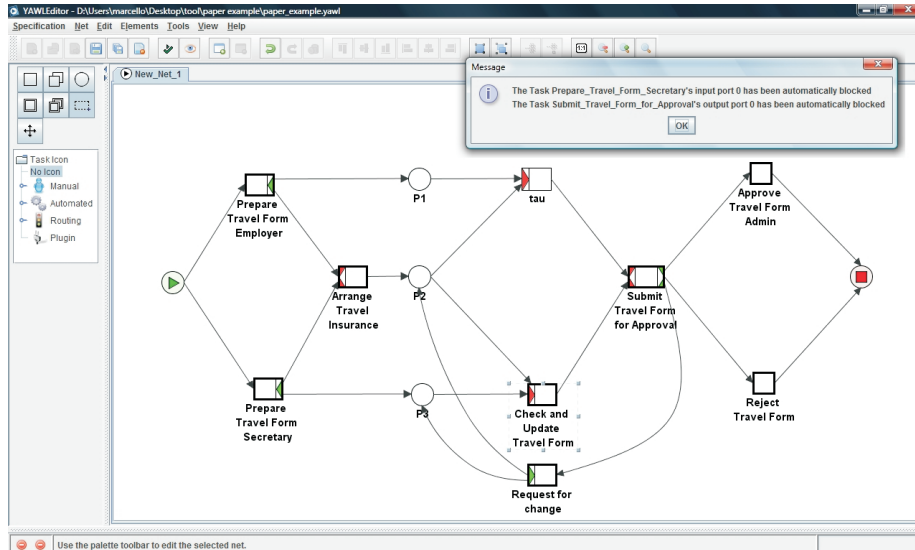 YAWLEditor - D:\Users\marcello\Desktop\tool\paper example\paper_example.yawl
Specification Net Edit Elements Tools View Help
1:1
Message
The Task Prepare_Travel_Form_Secretary's input port 0 has been automatically blocked
The Task Submit_Travel_Form_for_Approval's output port 0 has been automatically blocked
OK
New_Net_1
Task Icon
No Icon
Manual
Automated
Routing
Plugin
Prepare
Travel Form
Employer
P1
tau
Approve
Travel Form
Admin
Arrange
Travel
Insurance
P2
Submit
Travel Form
for Approval
Prepare
Travel Form
Secretary
P3
Check and
Update
Travel Form
Reject
Travel Form
Request for
change
Use the palette toolbar to edit the selected net.